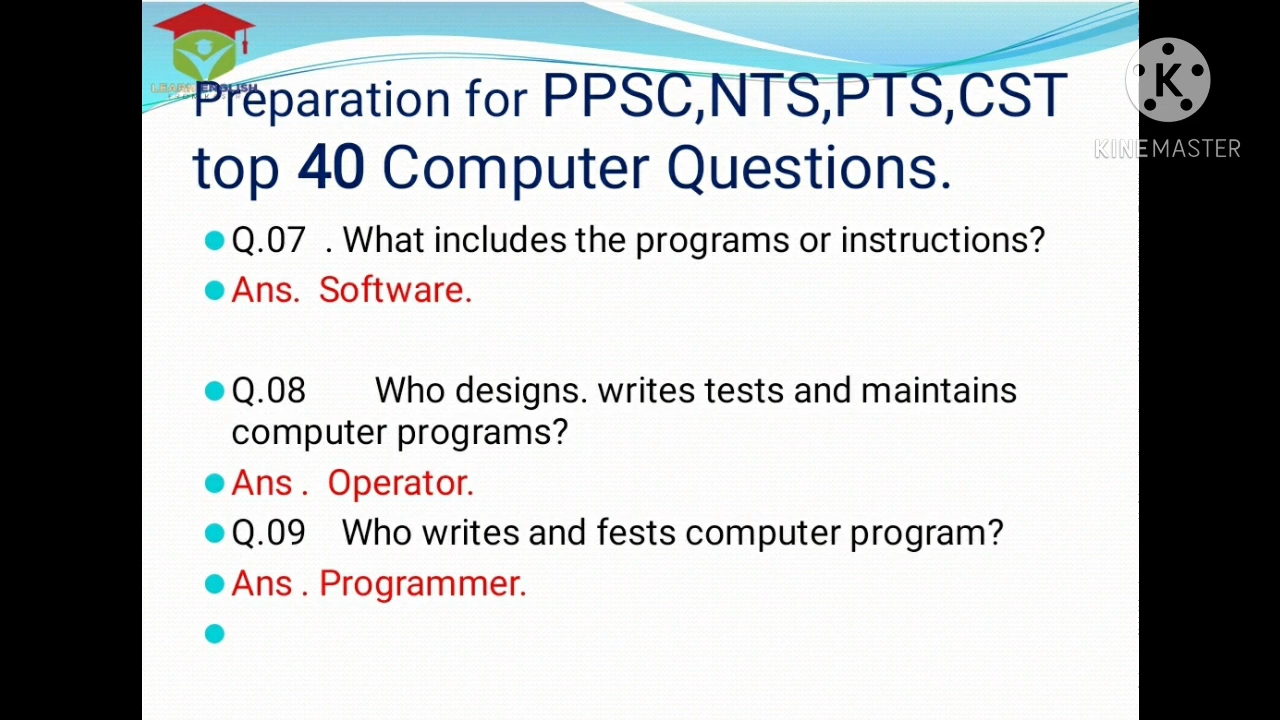 LEARN ENGLISH
Preparation for PPSC,NTS,PTS,CST
top 40 Computer Questions.
K
KINEMASTER
Q.07 . What includes the programs or instructions?
Ans. Software.
Q.08 Who designs. writes tests and maintains
computer programs?
Ans . Operator.
Q.09 Who writes and fests computer program?
Ans . Programmer.